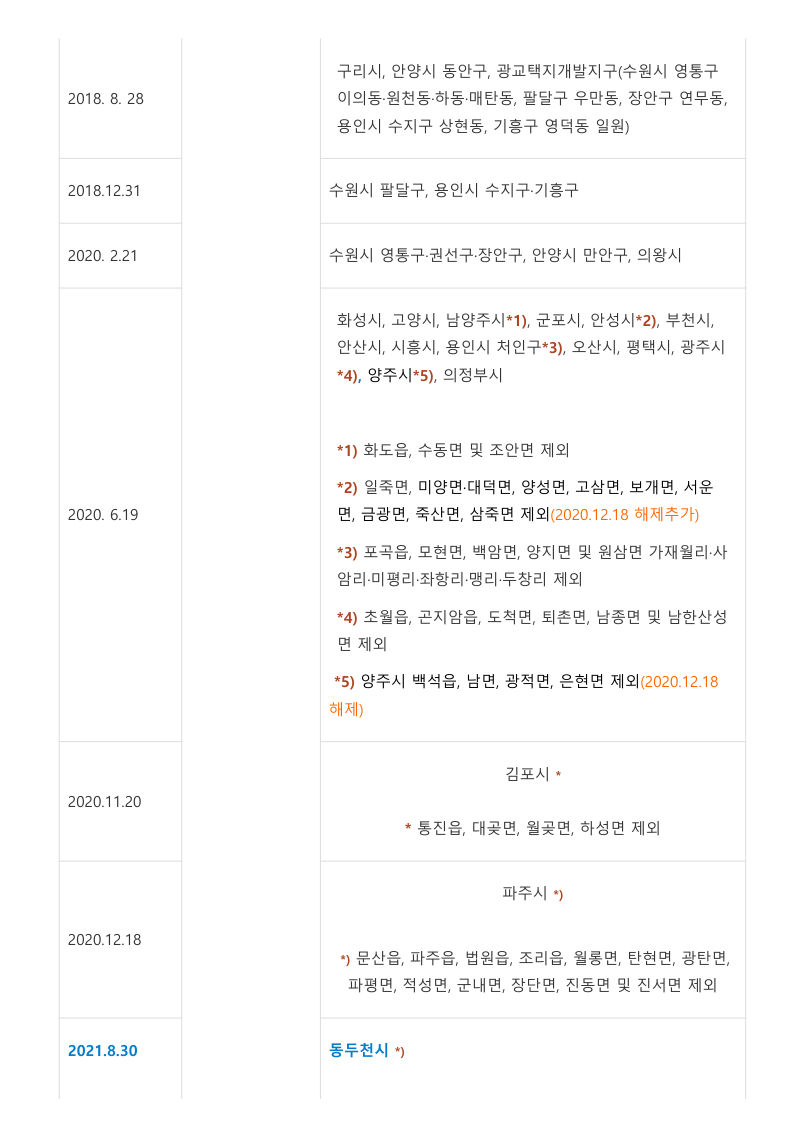 2018. 8. 28
구리시, 안양시 동안구, 광교택지개발지구(수원시 영통구
이의동·원천동·하동·매탄동, 팔달구 우만동, 장안구 연무동,
용인시 수지구 상현동, 기흥구 영덕동 일원)
2018.12.31
수원시 팔달구, 용인시 수지구·기흥구
2020. 2.21
수원시 영통구·권선구·장안구, 안양시 만안구, 의왕시
2020. 6.19
화성시, 고양시, 남양주시*1), 군포시, 안성시*2), 부천시,
안산시, 시흥시, 용인시 처인구*3), 오산시, 평택시, 광주시
*4), 양주시*5), 의정부시
*1) 화도읍, 수동면 및 조안면 제외
*2) 일죽면, 미양면·대덕면, 양성면, 고삼면, 보개면, 서운
면, 금광면, 죽산면, 삼죽면 제외(2020.12.18 해제추가)
*3) 포곡읍, 모현면, 백암면, 양지면 및 원삼면 가재월리·사
암리·미평리·좌항리·맹리·두창리 제외
*4) 초월읍, 곤지암읍, 도척면, 퇴촌면, 남종면 및 남한산성
면 제외
*5) 양주시 백석읍, 남면, 광적면, 은현면 제외(2020.12.18
해제)
2020.11.20
김포시 *
* 통진읍, 대곶면, 월곶면, 하성면 제외
2020.12.18
파주시 *)
*) 문산읍, 파주읍, 법원읍, 조리읍, 월롱면, 탄현면, 광탄면,
파평면, 적성면, 군내면, 장단면, 진동면 및 진서면 제외
2021.8.30
동두천시 *)